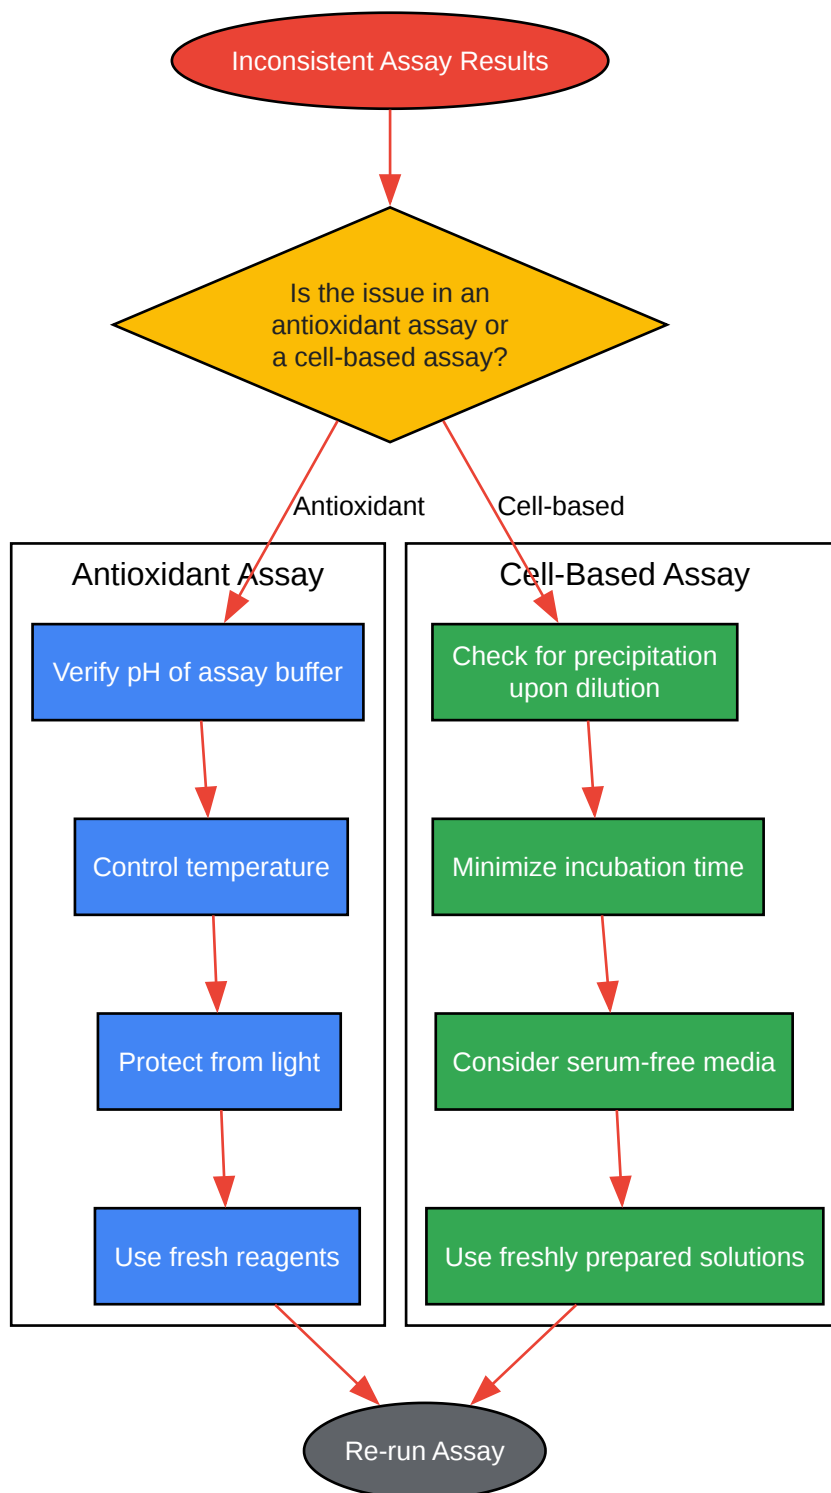 Inconsistent Assay Results
Is the issue in an
antioxidant assay or
a cell-based assay?
Antioxidant
Cell-based
Antioxidant Assay
Verify pH of assay buffer
Control temperature
Protect from light
Use fresh reagents
Cell-Based Assay
Check for precipitation
upon dilution
Minimize incubation time
Consider serum-free media
Use freshly prepared solutions
Re-run Assay